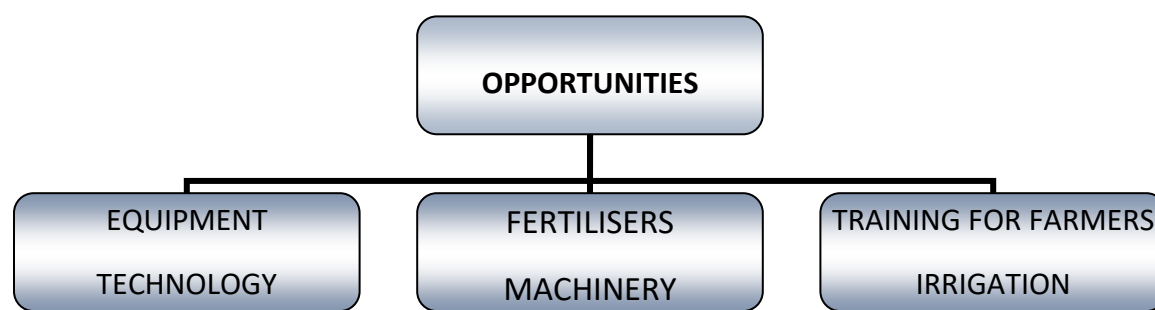 OPPORTUNITIES
EQUIPMENT
TECHNOLOGY
FERTILISERS
MACHINERY
TRAINING FOR FARMERS
IRRIGATION